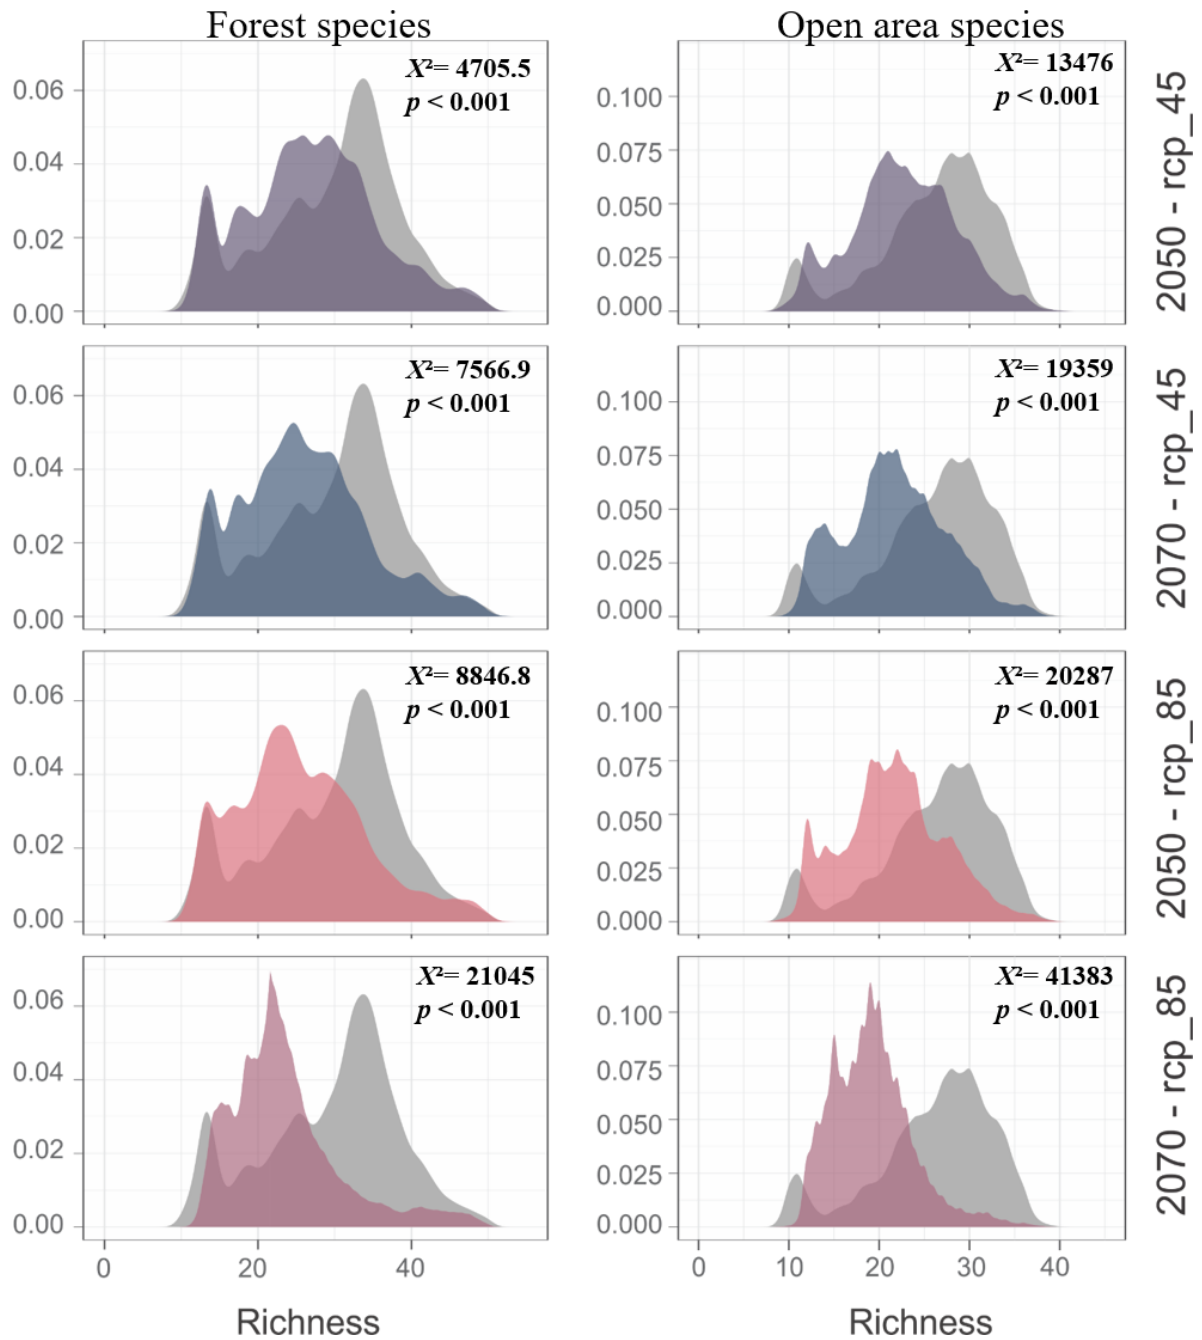 Forest species
Open area species
0.06
0.04
0.02
0.00
X²= 4705.5
p < 0.001
0.100
0.075
0.050
0.025
0.000
X²= 13476
p < 0.001
2050 - rcp_45
0.06
0.04
0.02
0.00
X²= 7566.9
p < 0.001
0.100
0.075
0.050
0.025
0.000
X²= 19359
p < 0.001
2070 - rcp_45
0.06
0.04
0.02
0.00
X²= 8846.8
p < 0.001
0.100
0.075
0.050
0.025
0.000
X²= 20287
p < 0.001
2050 - rcp_85
0.06
0.04
0.02
0.00
X²= 21045
p < 0.001
0.100
0.075
0.050
0.025
0.000
X²= 41383
p < 0.001
2070 - rcp_85
0 20 40
0 10 20 30 40
Richness
Richness